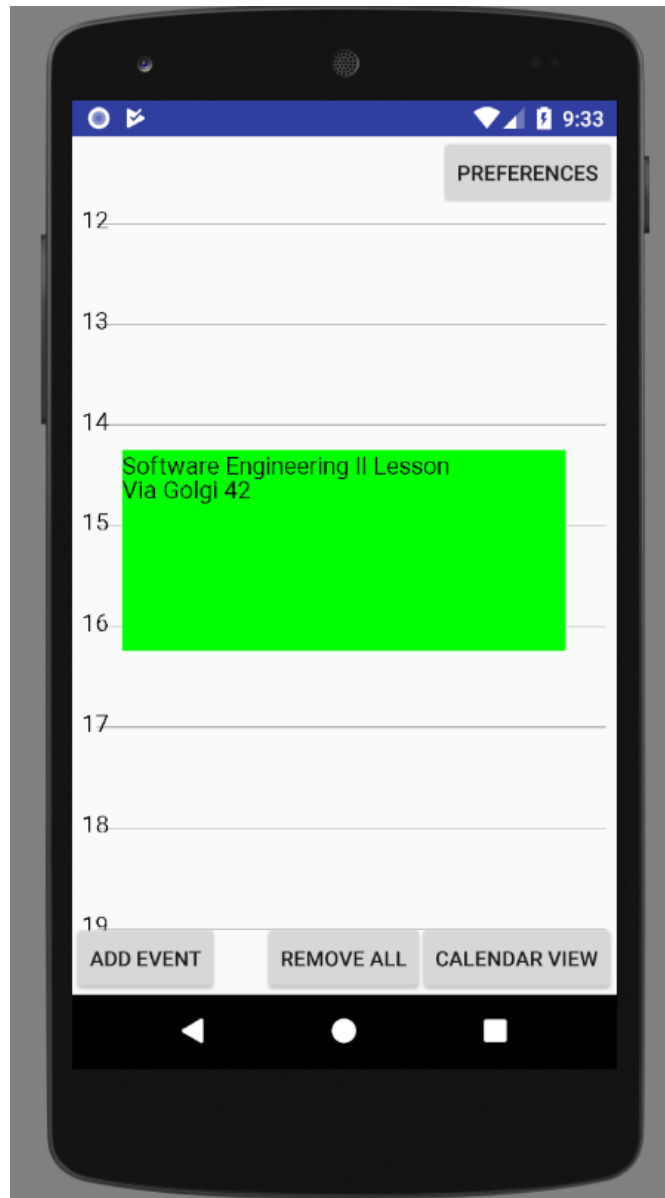 9:33
PREFERENCES
12
13
14
Software Engineering II Lesson
Via Golgi 42
15
16
17
18
19
ADD EVENT REMOVE ALL CALENDAR VIEW